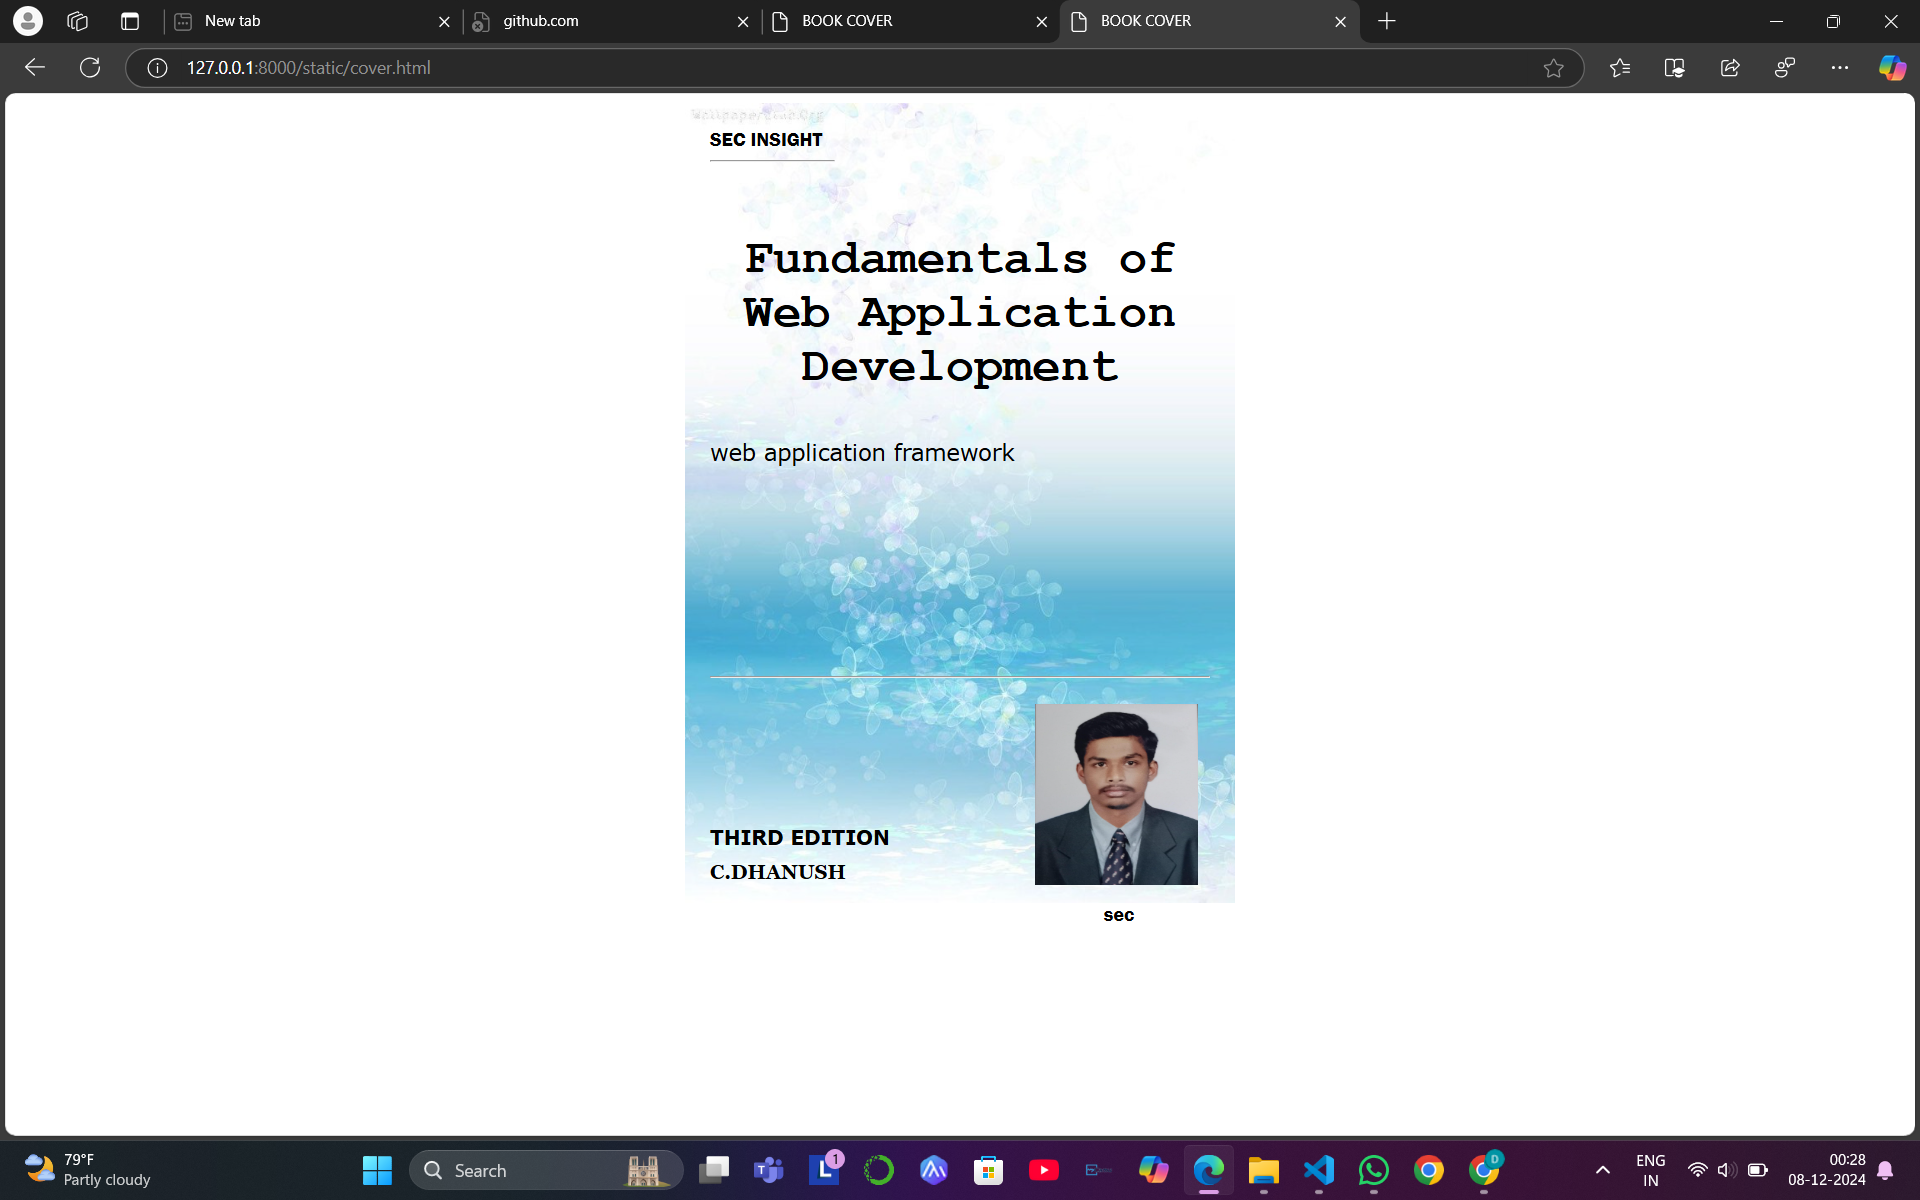 New tab
github.com
BOOK COVER
BOOK COVER
127.0.0.1:8000/static/cover.html
SEC INSIGHT
Fundamentals of
Web Application
Development
web application framework
THIRD EDITION
C.DHANUSH
sec
79°F
Partly cloudy
Search
1
D
ENG
IN
00:28
08-12-2024